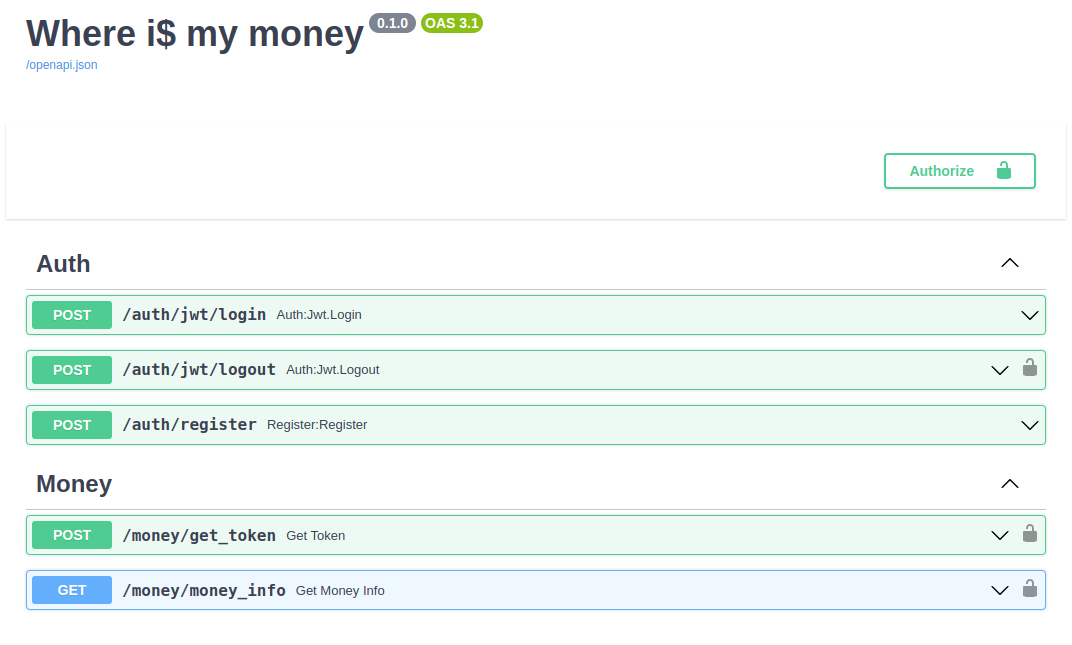 Where i$ my money 0.1.0 OAS 3.1
/openapi.json
Authorize
Auth
POST /auth/jwt/login Auth:Jwt.Login
POST /auth/jwt/logout Auth:Jwt.Logout
POST /auth/register Register:Register
Money
POST /money/get_token Get Token
GET /money/money_info Get Money Info